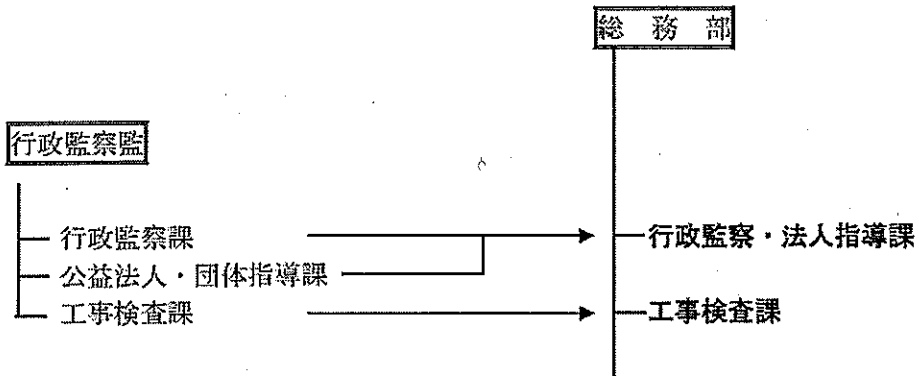 総務部
行政監察監
行政監察課
行政監察・法人指導課
公益法人・団体指導課
工事検査課
工事検査課